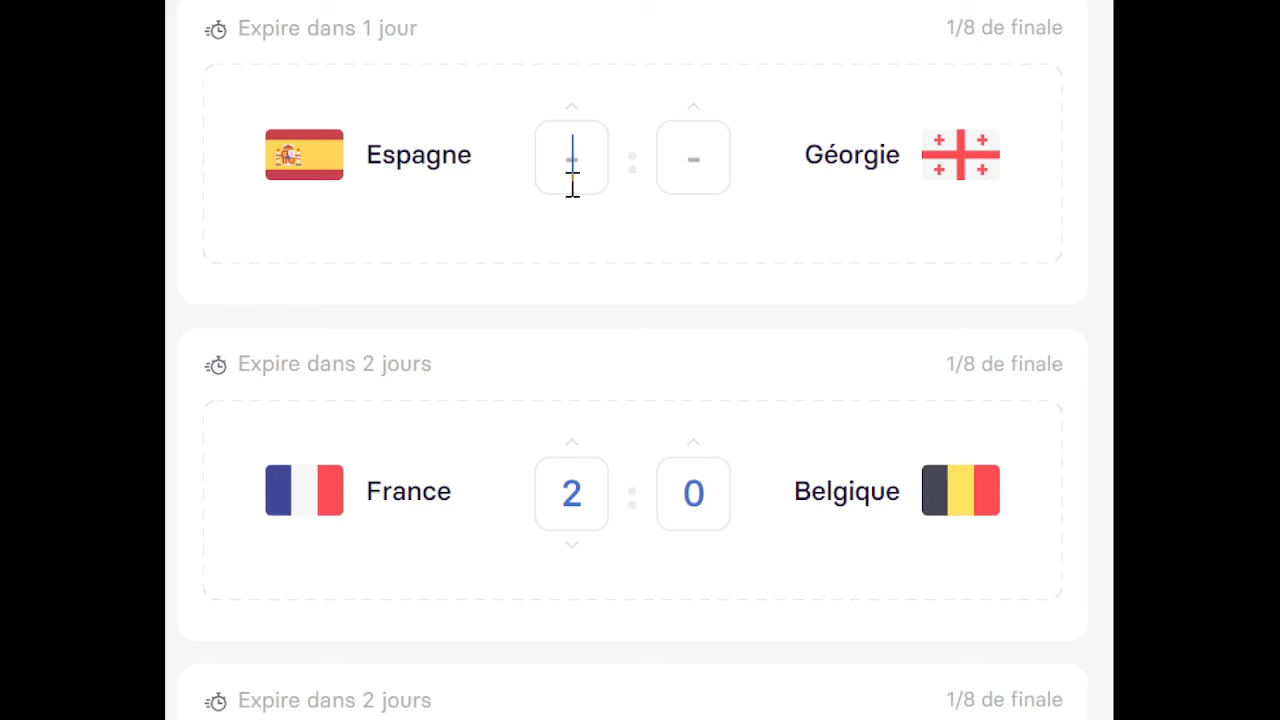 Expire dans 1 jour 1/8 de finale
Espagne - : - Géorgie
Expire dans 2 jours 1/8 de finale
France 2 : 0 Belgique
Expire dans 2 jours 1/8 de finale